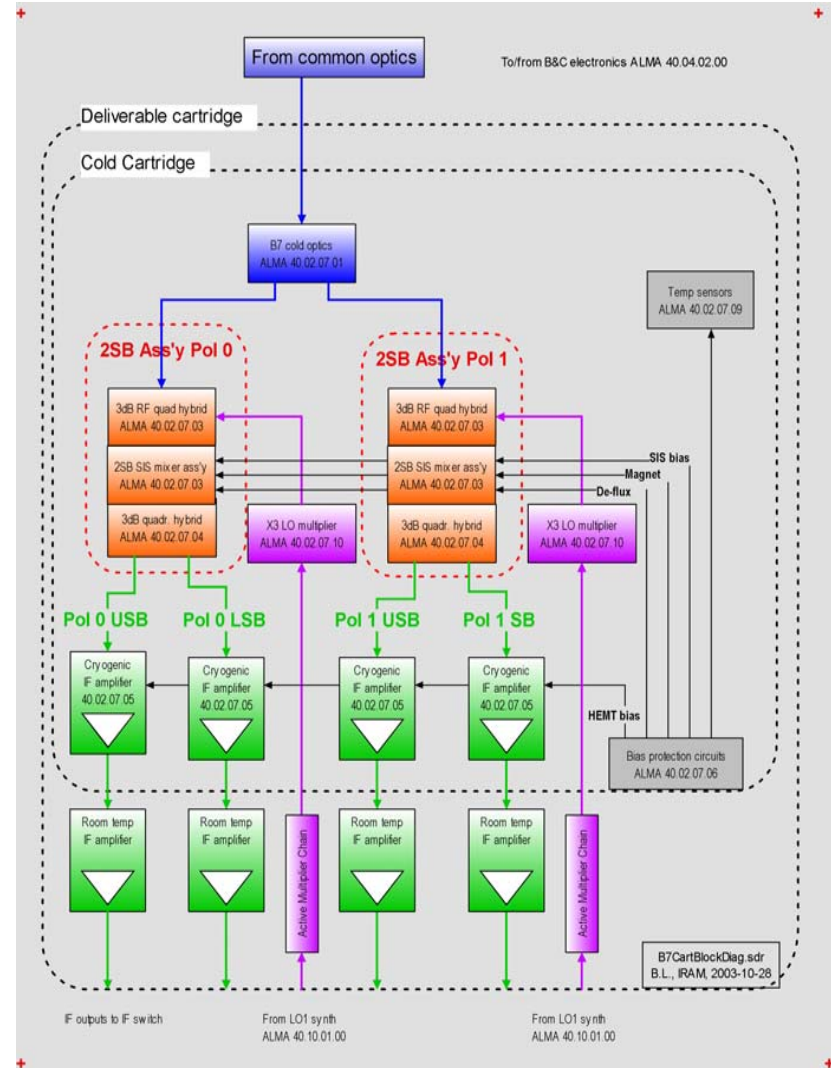 From common optics
To/from B&C electronics ALMA 40.04.02.00
Deliverable cartridge
Cold Cartridge
B7 cold optics
ALMA 40.02.07.01
Temp sensors
ALMA 40.02.07.09
2SB Ass'y Pol 0
2SB Ass'y Pol 1
3dB RF quad hybrid
ALMA 40.02.07.03
3dB RF quad hybrid
ALMA 40.02.07.03
2SB SIS mixer ass'y
ALMA 40.02.07.03
2SB SIS mixer ass'y
ALMA 40.02.07.03
SIS bias
Magnet
De-flux
3dB quadr. hybrid
ALMA 40.02.07.04
X3 LO multiplier
ALMA 40.02.07.10
3dB quadr. hybrid
ALMA 40.02.07.04
X3 LO multiplier
ALMA 40.02.07.10
Pol 0 USB
Pol 0 LSB
Pol 1 USB
Pol 1 SB
Cryogenic
IF amplifier
40.02.07.05
Cryogenic
IF amplifier
40.02.07.05
Cryogenic
IF amplifier
40.02.07.05
Cryogenic
IF amplifier
40.02.07.05
HEMT bias
Bias protection circuits
ALMA 40.02.07.06
Room temp
IF amplifier
Room temp
IF amplifier
Active Multiplier Chain
Room temp
IF amplifier
Room temp
IF amplifier
Active Multiplier Chain
B7CartBlockDiag.sdr
B.L., IRAM, 2003-10-28
IF outputs to IF switch
From LO1 synth
ALMA 40.10.01.00
From LO1 synth
ALMA 40.10.01.00